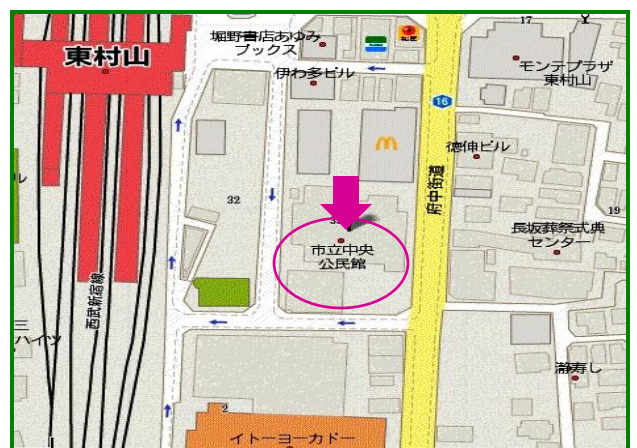 17
堀野書店あゆみ
ブックス
東村山
伊わ多ビル
モンテプラザ
東村山
16
徳伸ビル
府中街道
32
19
長坂葬祭式典
センター
市立中央
公民館
西武新宿線
ハイツ
瀞寿し
2
イトーヨーカドー